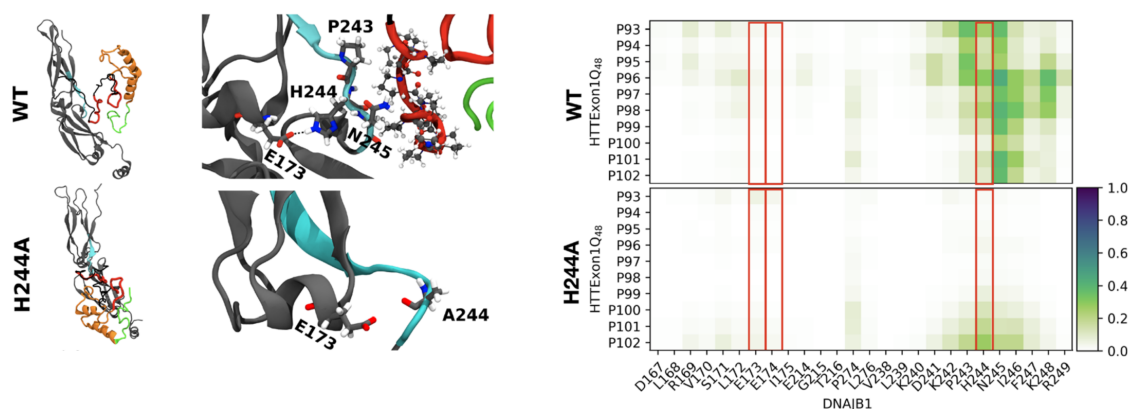 WT
H244A
P243
H244
N245
E173
E173
A244
WT
HTTExon1Q48
P93
P94
P95
P96
P97
P98
P99
P100
P101
P102
H244A
HTTExon1Q48
P93
P94
P95
P96
P97
P98
P99
P100
P101
P102
1.0
0.8
0.6
0.4
0.2
0.0
D167
L168
R169
V170
S171
L172
E173
E174
I175
E214
G215
T216
P274
L276
V238
L239
K240
D241
K242
P243
H244
N245
I246
F247
K248
R249
DNAJB1